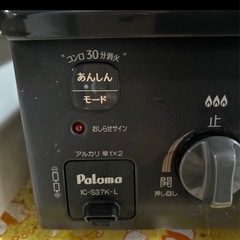 コンロ30分消火
あんしん
モード
おしらせサイン
アルカリ 単1×2
Paloma
IC-S37K-L
止
開
押し回し